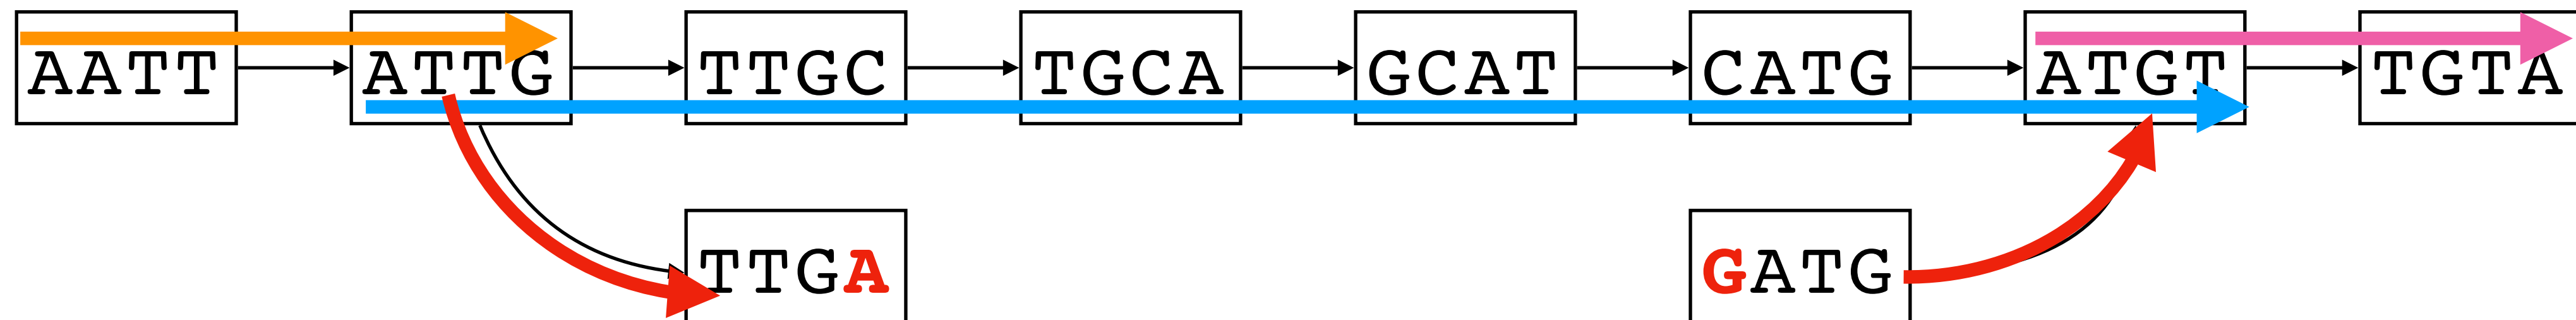 AATT ATTG TTGC TGCA GCAT CATG ATGT TGTA
TTGA GATG